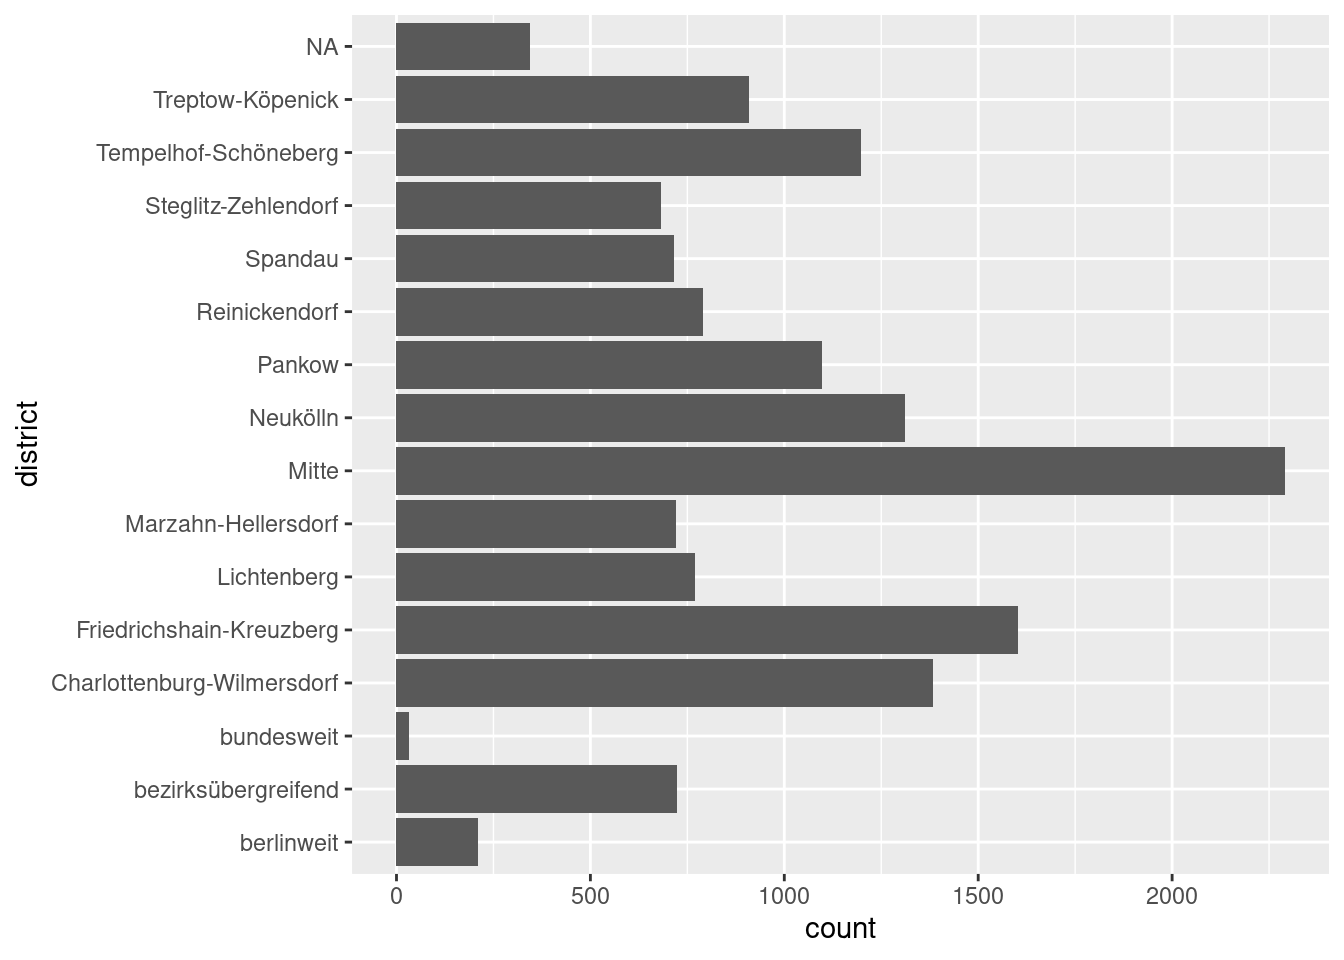 NA
Treptow-Köpenick
Tempelhof-Schöneberg
Steglitz-Zehlendorf
Spandau
Reinickendorf
Pankow
Neukölln
Mitte
Marzahn-Hellersdorf
Lichtenberg
Friedrichshain-Kreuzberg
Charlottenburg-Wilmersdorf
bundesweit
bezirksübergreifend
berlinweit
district
0 500 1000 1500 2000
count